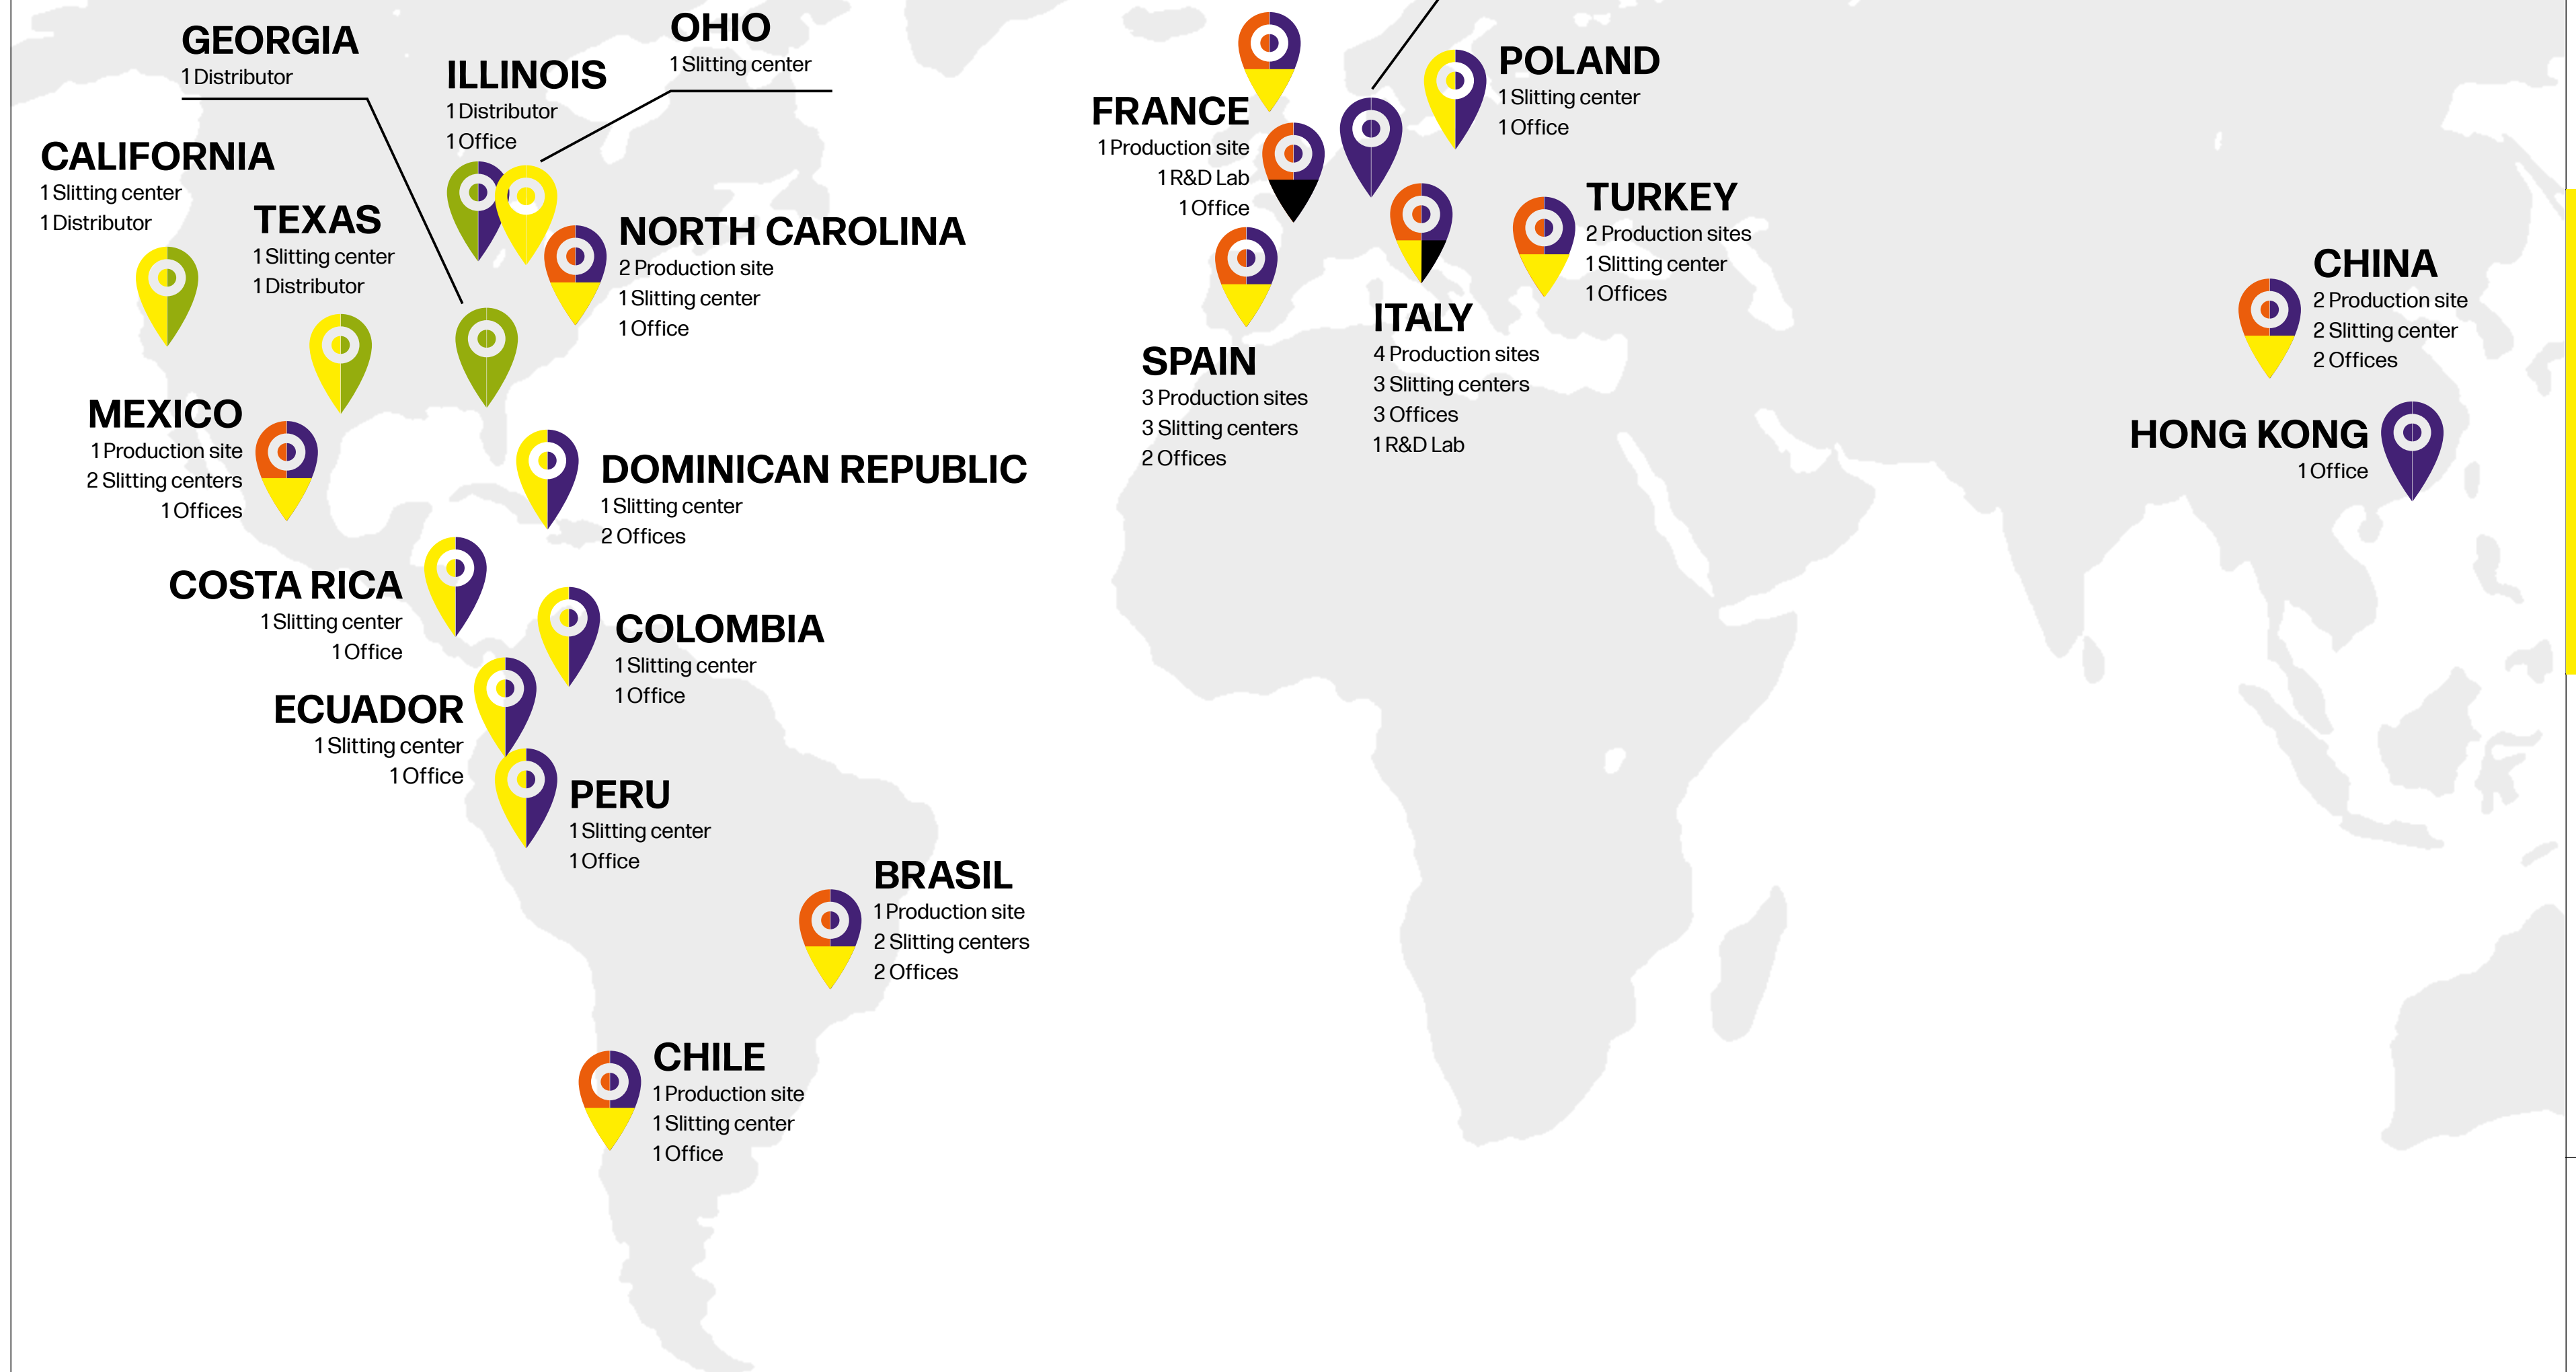 GEORGIA
1 Distributor
OHIO
1 Slitting center
ILLINOIS
1 Distributor
1 Office
CALIFORNIA
1 Slitting center
1 Distributor
TEXAS
1 Slitting center
1 Distributor
NORTH CAROLINA
2 Production site
1 Slitting center
1 Office
MEXICO
1 Production site
2 Slitting centers
1 Offices
DOMINICAN REPUBLIC
1 Slitting center
2 Offices
COSTA RICA
1 Slitting center
1 Office
COLOMBIA
1 Slitting center
1 Office
ECUADOR
1 Slitting center
1 Office
PERU
1 Slitting center
1 Office
BRASIL
1 Production site
2 Slitting centers
2 Offices
CHILE
1 Production site
1 Slitting center
1 Office
FRANCE
1 Production site
1 R&D Lab
1 Office
POLAND
1 Slitting center
1 Office
TURKEY
2 Production sites
1 Slitting center
1 Offices
SPAIN
3 Production sites
3 Slitting centers
2 Offices
ITALY
4 Production sites
3 Slitting centers
3 Offices
1 R&D Lab
CHINA
2 Production site
2 Slitting center
2 Offices
HONG KONG
1 Office